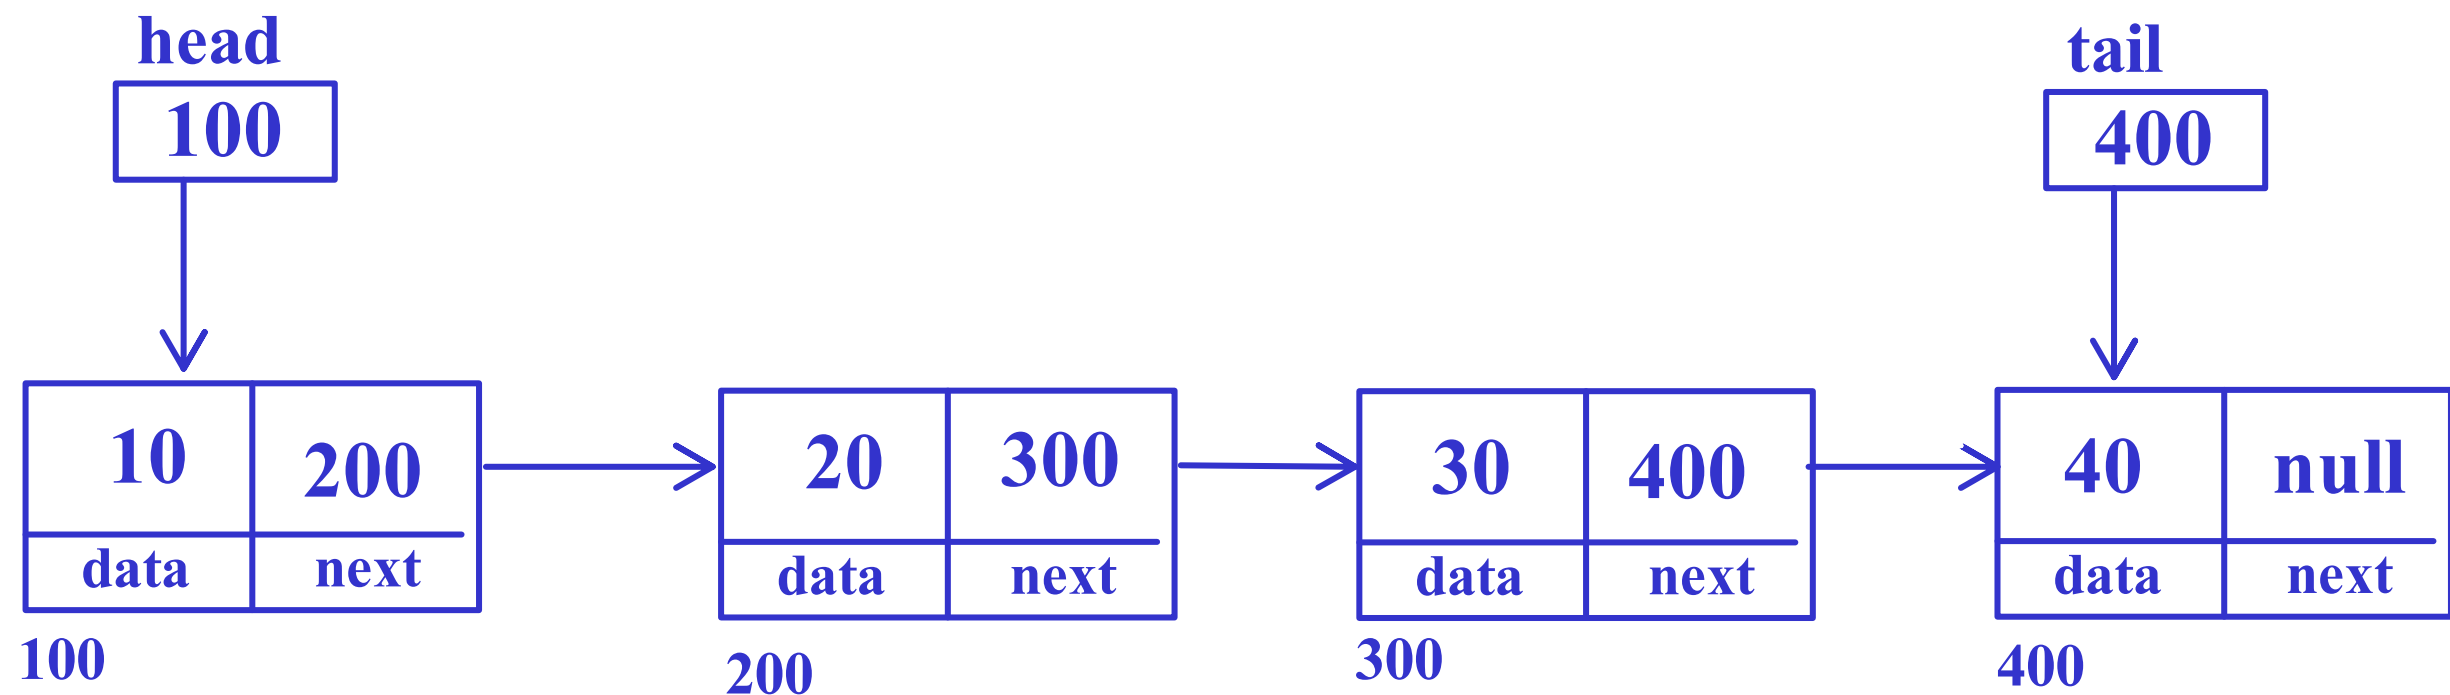 head
100
tail
400
10 200
data next
100
20 300
data next
200
30 400
data next
300
40 null
data next
400